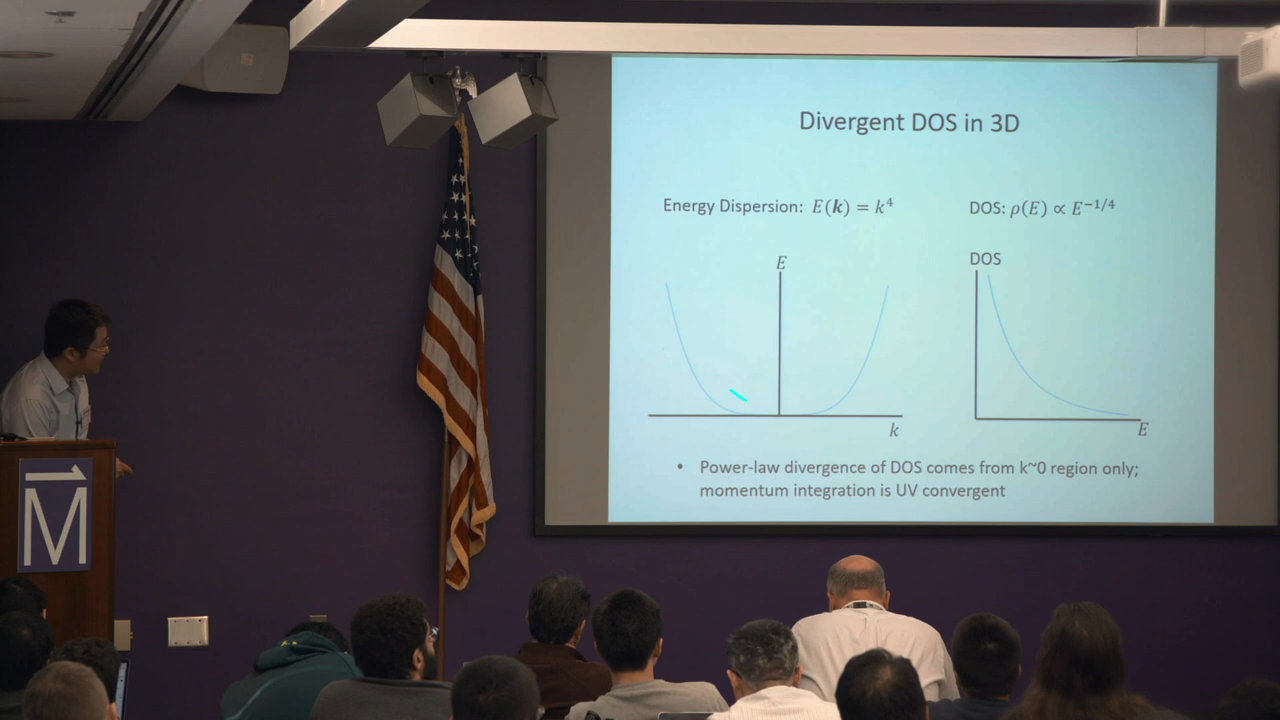 Divergent DOS in 3D
Energy Dispersion: E(k) = k⁴
DOS: ρ(E) ∝ E⁻¹/⁴
E
DOS
k
E
• Power-law divergence of DOS comes from k~0 region only;
momentum integration is UV convergent
M